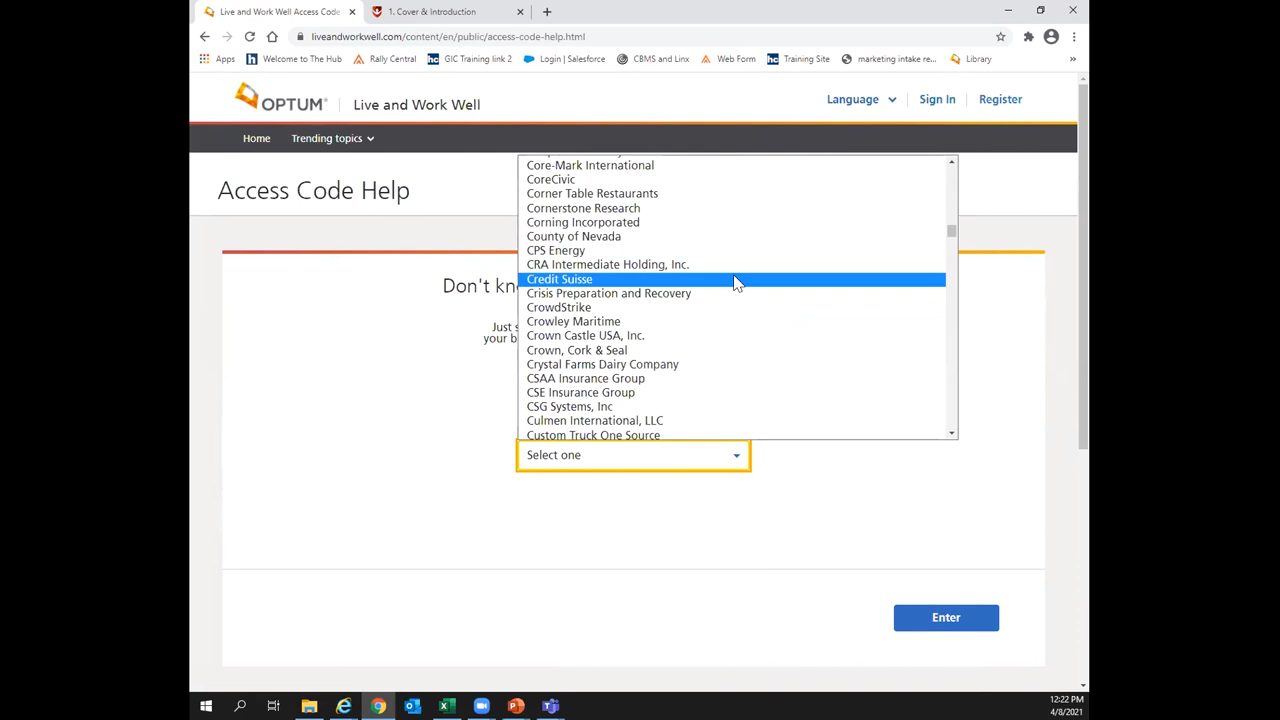 Live and Work Well Access Code
1. Cover & Introduction
liveandworkwell.com/content/en/public/access-code-help.html
Apps
Welcome to The Hub
Rally Central
hc GIC Training link 2
Login | Salesforce
CBMS and Linx
Web Form
hc Training Site
marketing intake re...
Library
OPTUM®
Live and Work Well
Language
Sign In
Register
Home
Trending topics
Access Code Help
Core-Mark International
CoreCivic
Corner Table Restaurants
Cornerstone Research
Corning Incorporated
County of Nevada
CPS Energy
CRA Intermediate Holding, Inc.
Credit Suisse
Crisis Preparation and Recovery
CrowdStrike
Crowley Maritime
Crown Castle USA, Inc.
Crown, Cork & Seal
Crystal Farms Dairy Company
CSAA Insurance Group
CSE Insurance Group
CSG Systems, Inc
Culmen International, LLC
Custom Truck One Source
Don't kn
Just s
your b
Select one
Enter
12:22 PM
4/8/2021